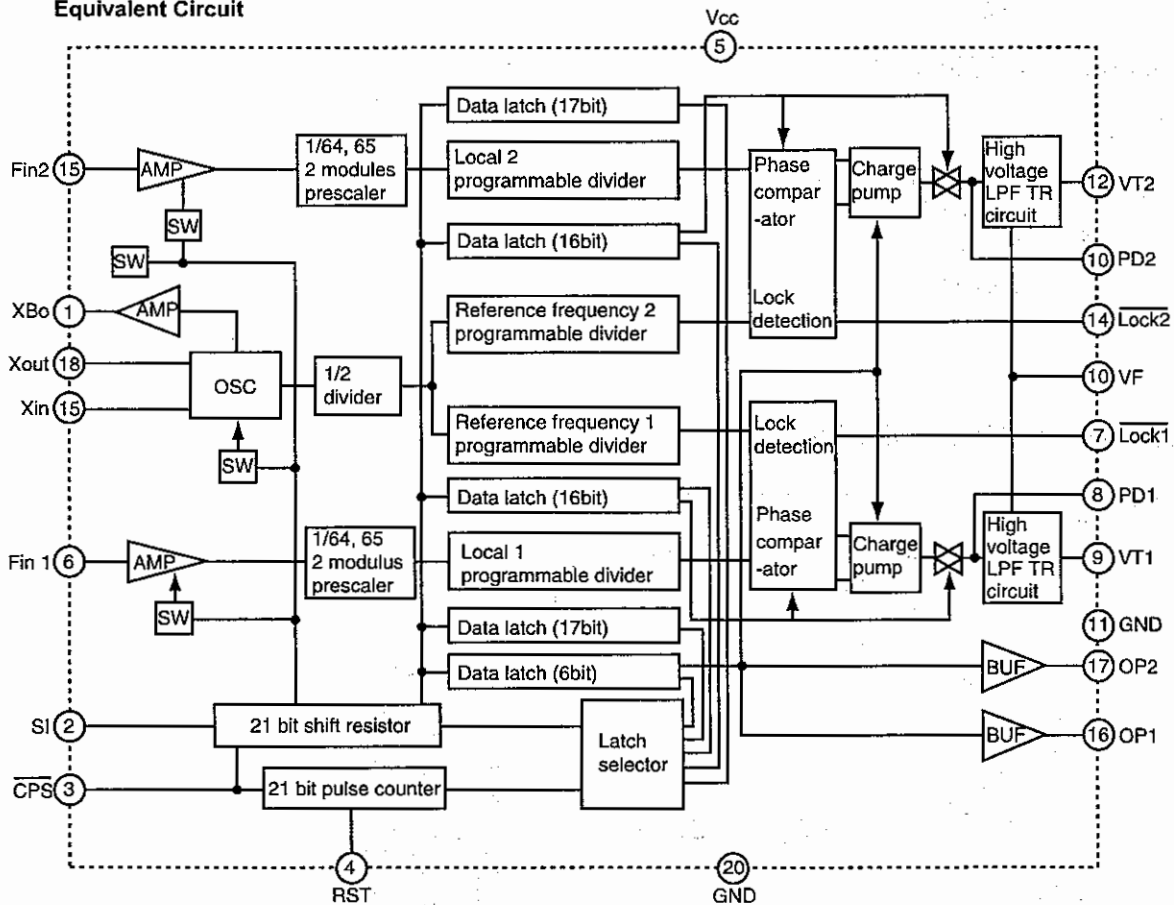 Equivalent Circuit
Vcc
5
Data latch (17bit)
Fin2 15
AMP
1/64, 65
2 modules
prescaler
Local 2
programmable divider
Phase
compar
-ator
Charge
pump
High
voltage
LPF TR
circuit
12 VT2
SW
SW
Data latch (16bit)
10 PD2
XBo 1
AMP
Reference frequency 2
programmable divider
Lock
detection
14 Lock2
Xout 18
OSC
1/2
divider
10 VF
Xin 15
Reference frequency 1
programmable divider
Lock
detection
7 Lock1
SW
Data latch (16bit)
8 PD1
Fin 1 6
AMP
1/64, 65
2 modulus
prescaler
Local 1
programmable divider
Phase
compar
-ator
Charge
pump
High
voltage
LPF TR
circuit
9 VT1
SW
Data latch (17bit)
11 GND
Data latch (6bit)
BUF
17 OP2
SI 2
21 bit shift resistor
Latch
selector
BUF
16 OP1
CPS 3
21 bit pulse counter
4
RST
20
GND